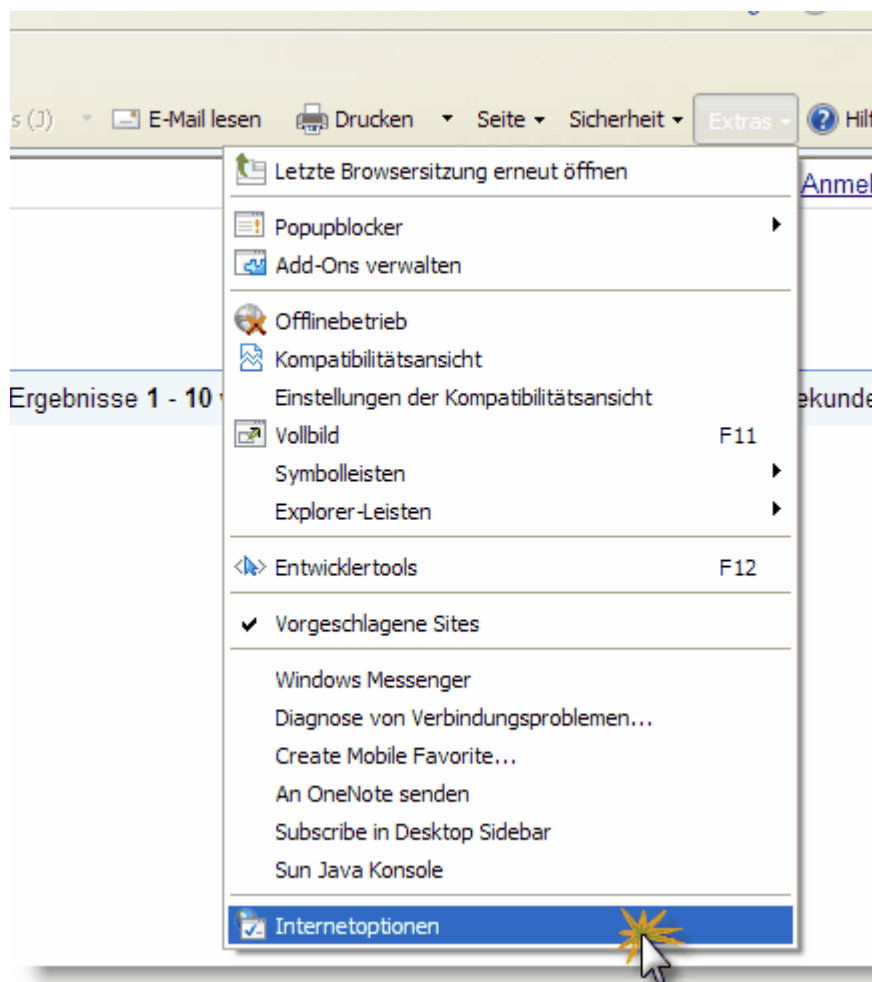 s (J) E-Mail lesen Drucken Seite Sicherheit Extras Hilf
Letzte Browsersitzung erneut öffnen
Anmel
Popupblocker
Add-Ons verwalten
Offlinebetrieb
Kompatibilitätsansicht
Ergebnisse 1 - 10
Einstellungen der Kompatibilitätsansicht
ekunde
Vollbild F11
Symbolleisten
Explorer-Leisten
Entwicklertools F12
Vorgeschlagene Sites
Windows Messenger
Diagnose von Verbindungsproblemen...
Create Mobile Favorite...
An OneNote senden
Subscribe in Desktop Sidebar
Sun Java Konsole
Internetoptionen